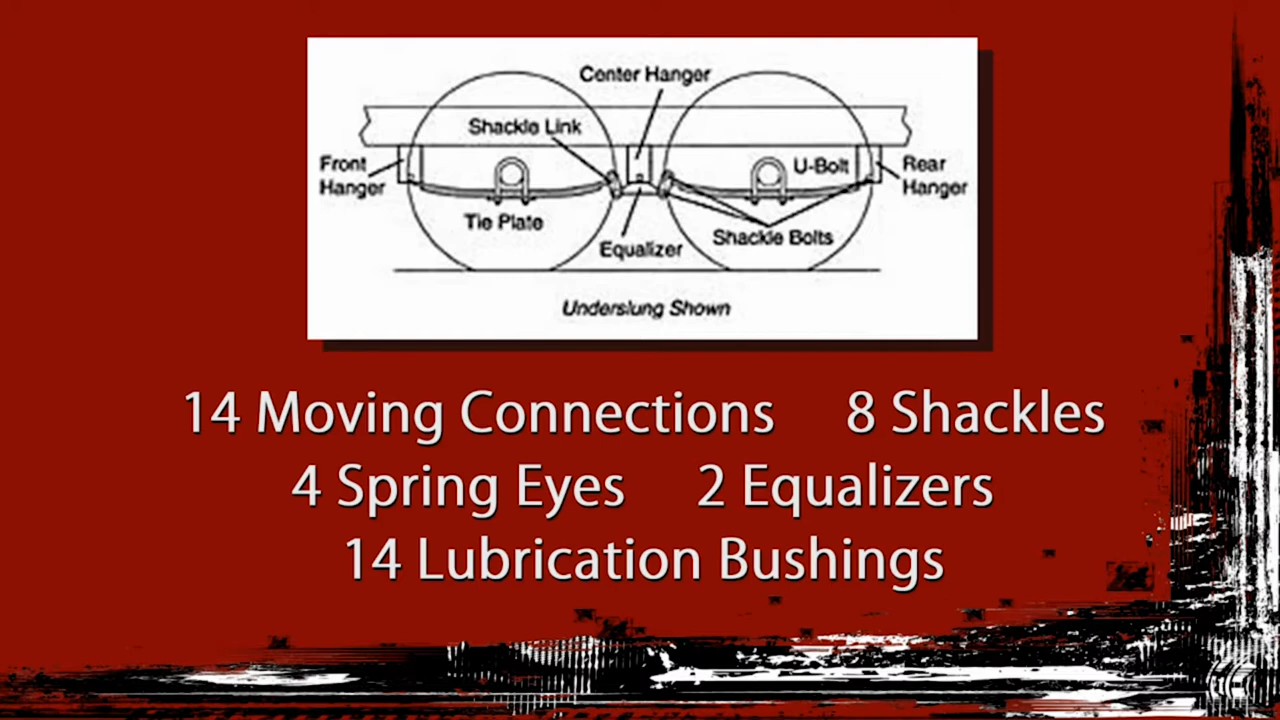 Center Hanger
Shackle Link
Front
Hanger
U-Bolt
Rear
Hanger
Tie Plate
Equalizer
Shackle Bolts
Underslung Shown
14 Moving Connections 8 Shackles
4 Spring Eyes 2 Equalizers
14 Lubrication Bushings